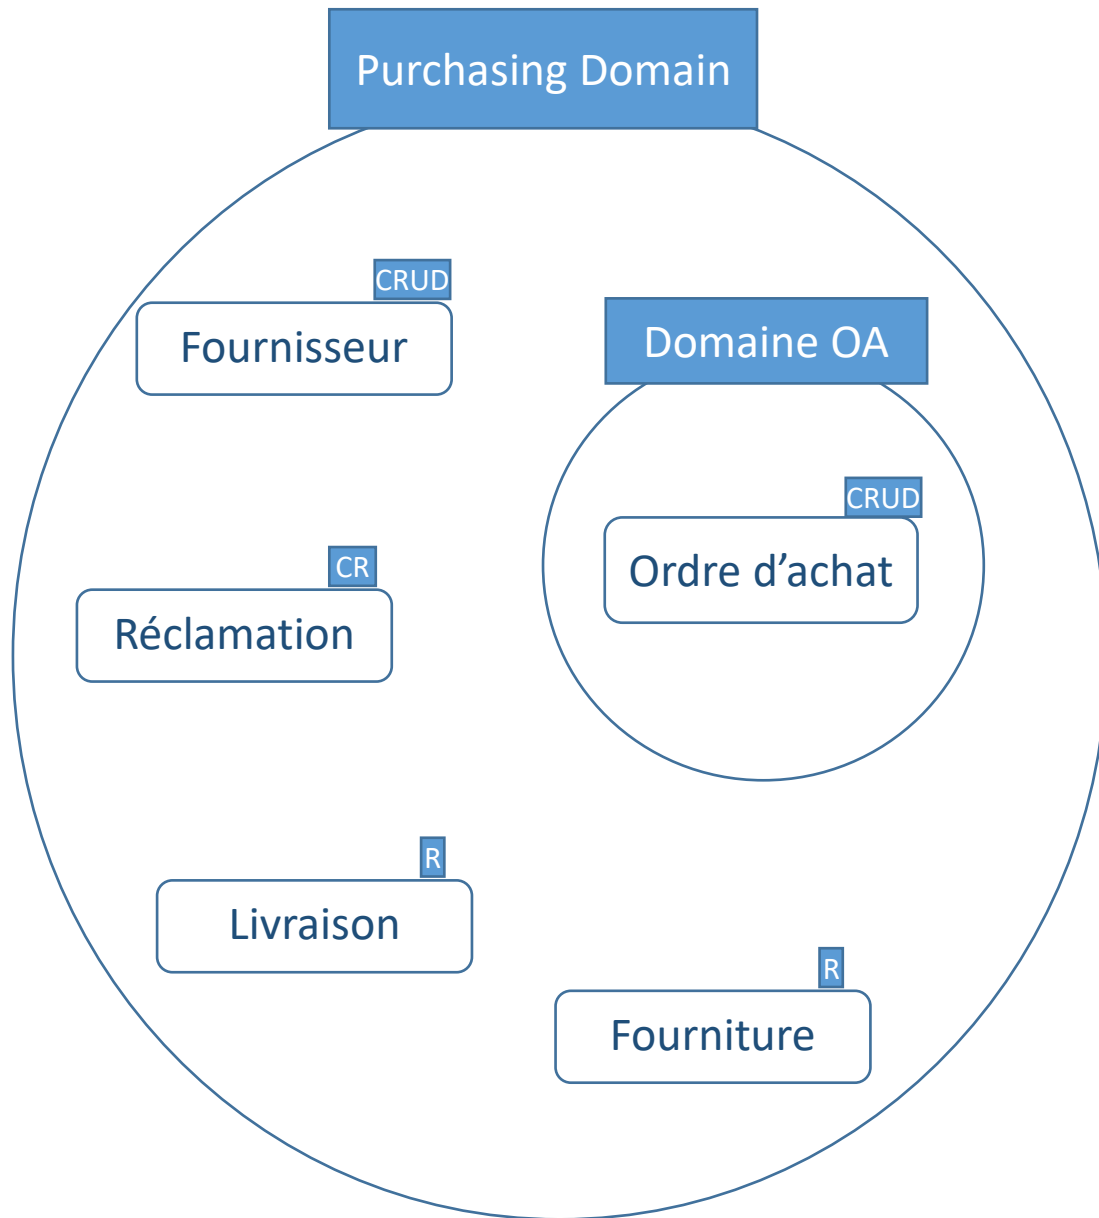 Purchasing Domain
CRUD
Fournisseur
Domaine OA
CRUD
Ordre d’achat
CR
Réclamation
R
Livraison
R
Fourniture